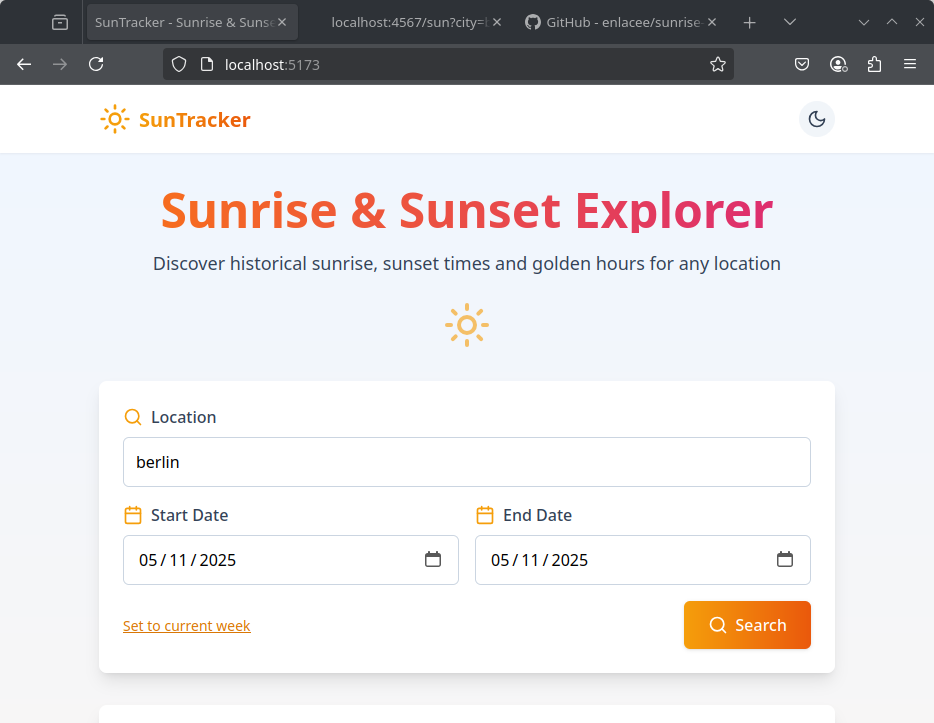 SunTracker - Sunrise & Sunse
localhost:4567/sun?city=b
GitHub - enlacee/sunrise-
localhost:5173
SunTracker
Sunrise & Sunset Explorer
Discover historical sunrise, sunset times and golden hours for any location
Location
berlin
Start Date
End Date
05/11/2025
05/11/2025
Set to current week
Search